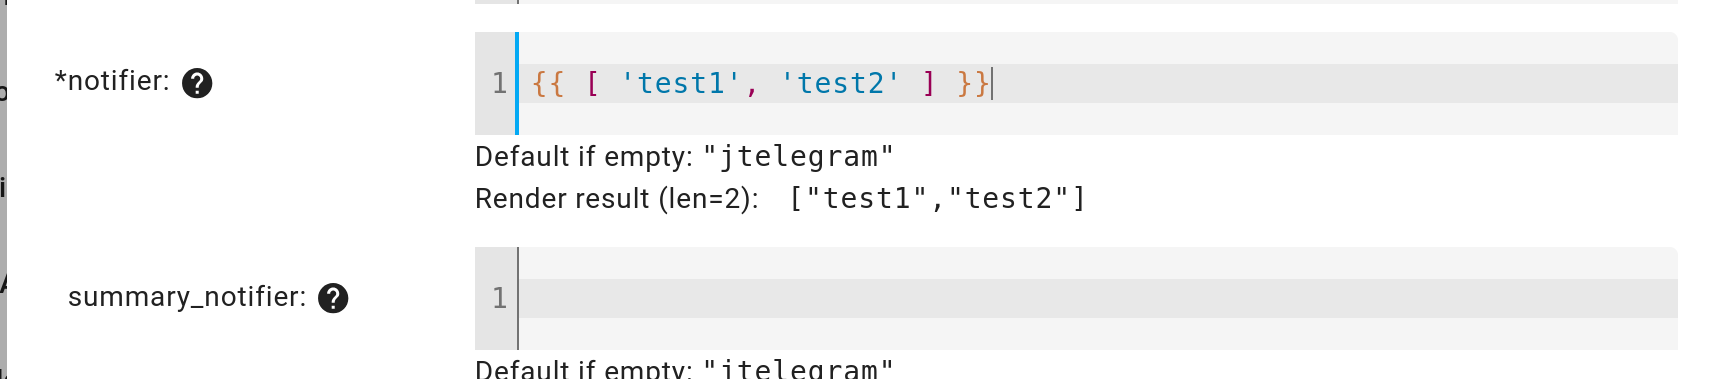 *notifier: ?
1 {{ [ 'test1', 'test2' ] }}
Default if empty: "jtelegram"
Render result (len=2): ["test1","test2"]
summary_notifier: ?
1
Default if empty: "jtelegram"